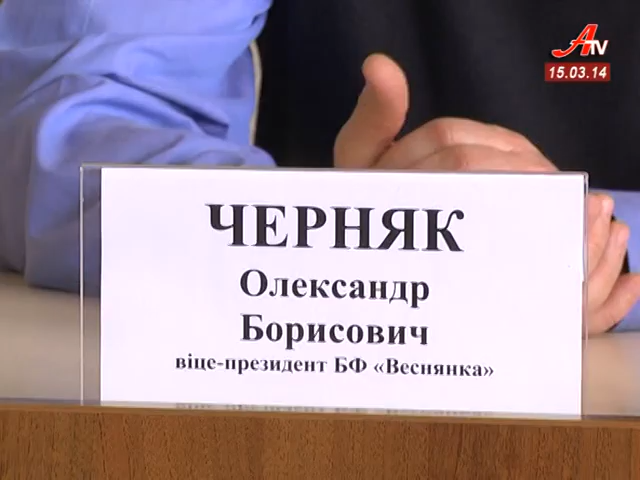 ATV
15.03.14
ЧЕРНЯК
Олександр
Борисович
віце-президент БФ «Веснянка»